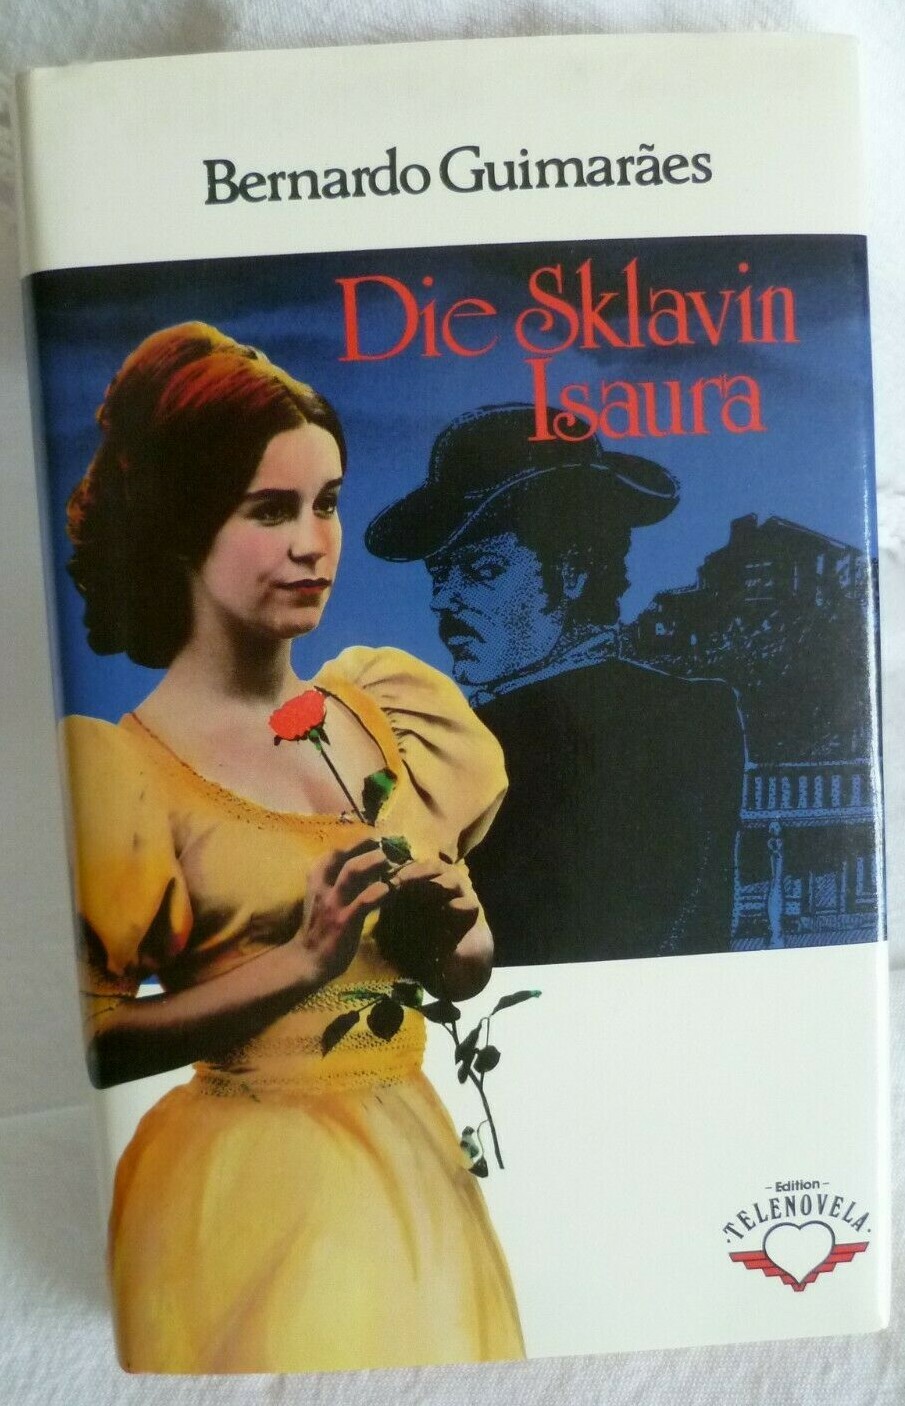 Bernardo Guimarães
Die Sklavin
Isaura
- Edition -
· TELENOVELA ·